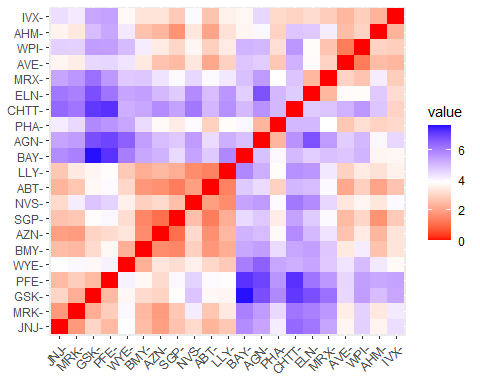 IVX-
AHM-
WPI-
AVE-
MRX-
ELN-
CHTT-
PHA-
AGN-
BAY-
LLY-
ABT-
NVS-
SGP-
AZN-
BMY-
WYE-
PFE-
GSK-
MRK-
JNJ-
value
6
4
2
0
JNJ- MRK- GSK- PFE- WYE- BMY- AZN- SGP- NVS- ABT- LLY- BAY- AGN- PHA- CHTT- ELN- MRX- AVE- WPI- AHM- IVX-